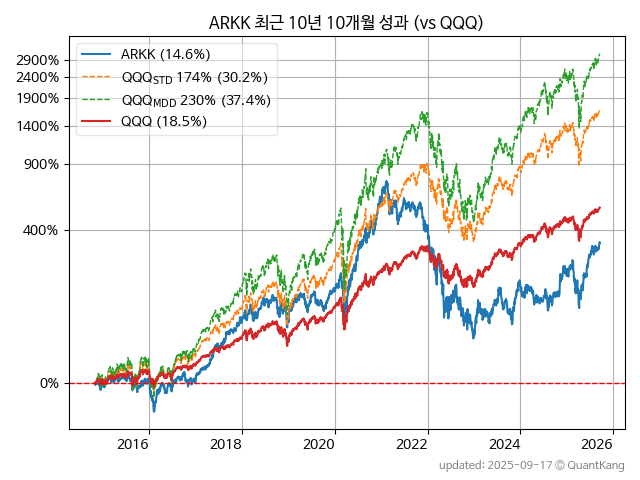 ARKK 최근 10년 10개월 성과 (vs QQQ)
ARKK (14.6%)
QQQSTD 174% (30.2%)
QQQMDD 230% (37.4%)
QQQ (18.5%)
2900%
2400%
1900%
1400%
900%
400%
0%
2016 2018 2020 2022 2024 2026
updated: 2025-09-17 © QuantKang